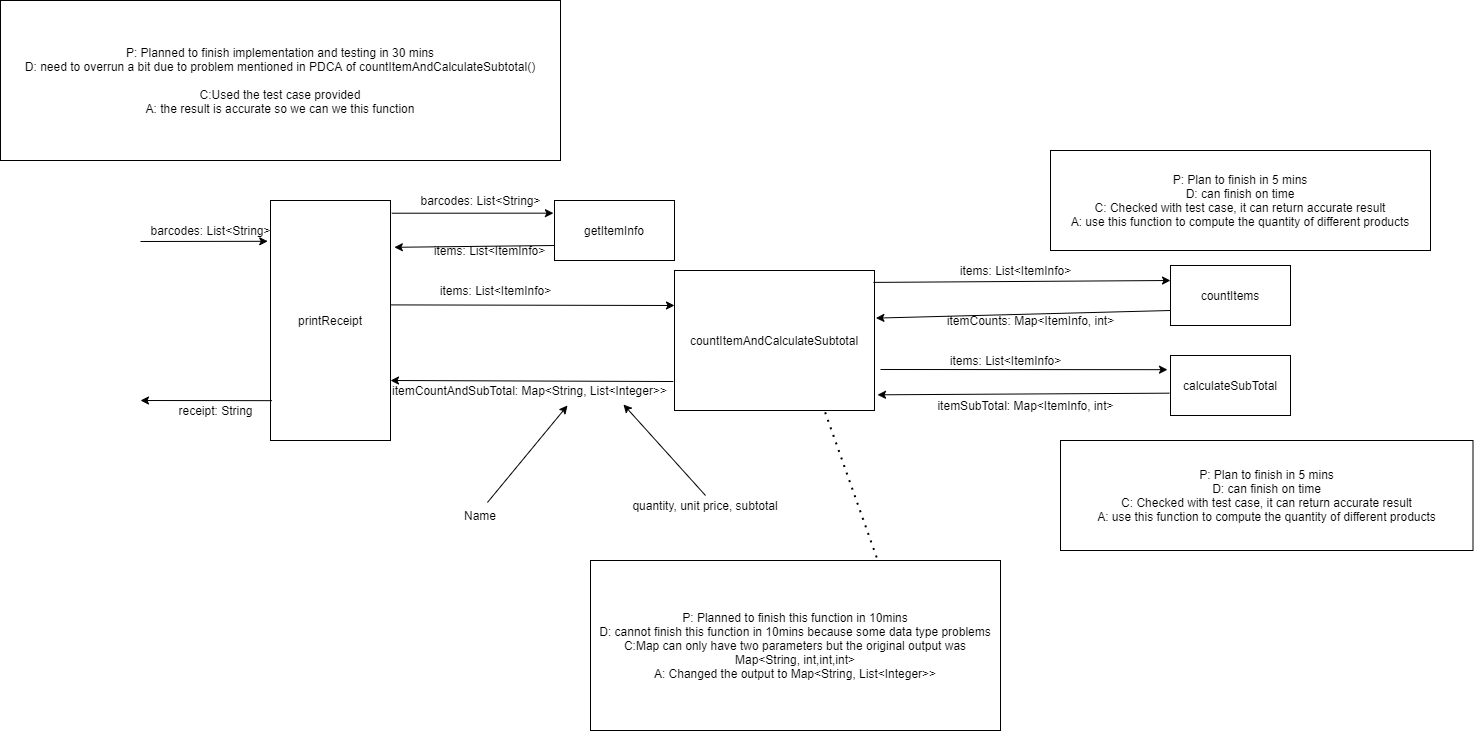 P: Planned to finish implementation and testing in 30 mins
D: need to overrun a bit due to problem mentioned in PDCA of countItemAndCalculateSubtotal()
C:Used the test case provided
A: the result is accurate so we can we this function
P: Plan to finish in 5 mins
D: can finish on time
C: Checked with test case, it can return accurate result
A: use this function to compute the quantity of different products
barcodes: List<String>
printReceipt
receipt: String
barcodes: List<String>
getItemInfo
items: List<ItemInfo>
items: List<ItemInfo>
countItemAndCalculateSubtotal
itemCountAndSubTotal: Map<String, List<Integer>>
Name
quantity, unit price, subtotal
items: List<ItemInfo>
countItems
itemCounts: Map<ItemInfo, int>
items: List<ItemInfo>
calculateSubTotal
itemSubTotal: Map<ItemInfo, int>
P: Plan to finish in 5 mins
D: can finish on time
C: Checked with test case, it can return accurate result
A: use this function to compute the quantity of different products
P: Planned to finish this function in 10mins
D: cannot finish this function in 10mins because some data type problems
C:Map can only have two parameters but the original output was
Map<String, int,int,int>
A: Changed the output to Map<String, List<Integer>>